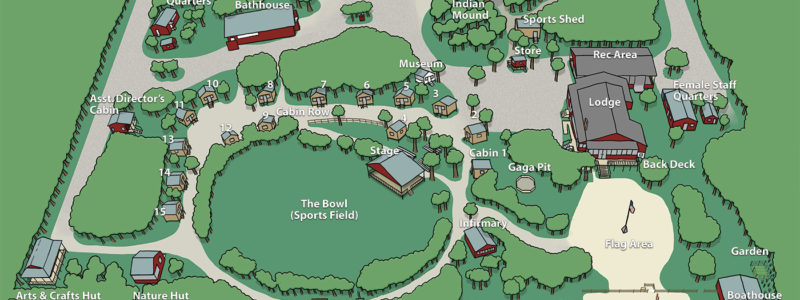 Quarters
Bathhouse
Indian
Mound
Sports Shed
Store
Museum
Rec Area
Asst. Director's
Cabin
10
8
7
6
5
3
Female Staff
Quarters
Lodge
11
9
Cabin Row
4
2
12
13
Stage
Cabin 1
Gaga Pit
Back Deck
14
The Bowl
(Sports Field)
15
Infirmary
Flag Area
Garden
Arts & Crafts Hut
Nature Hut
Boathouse